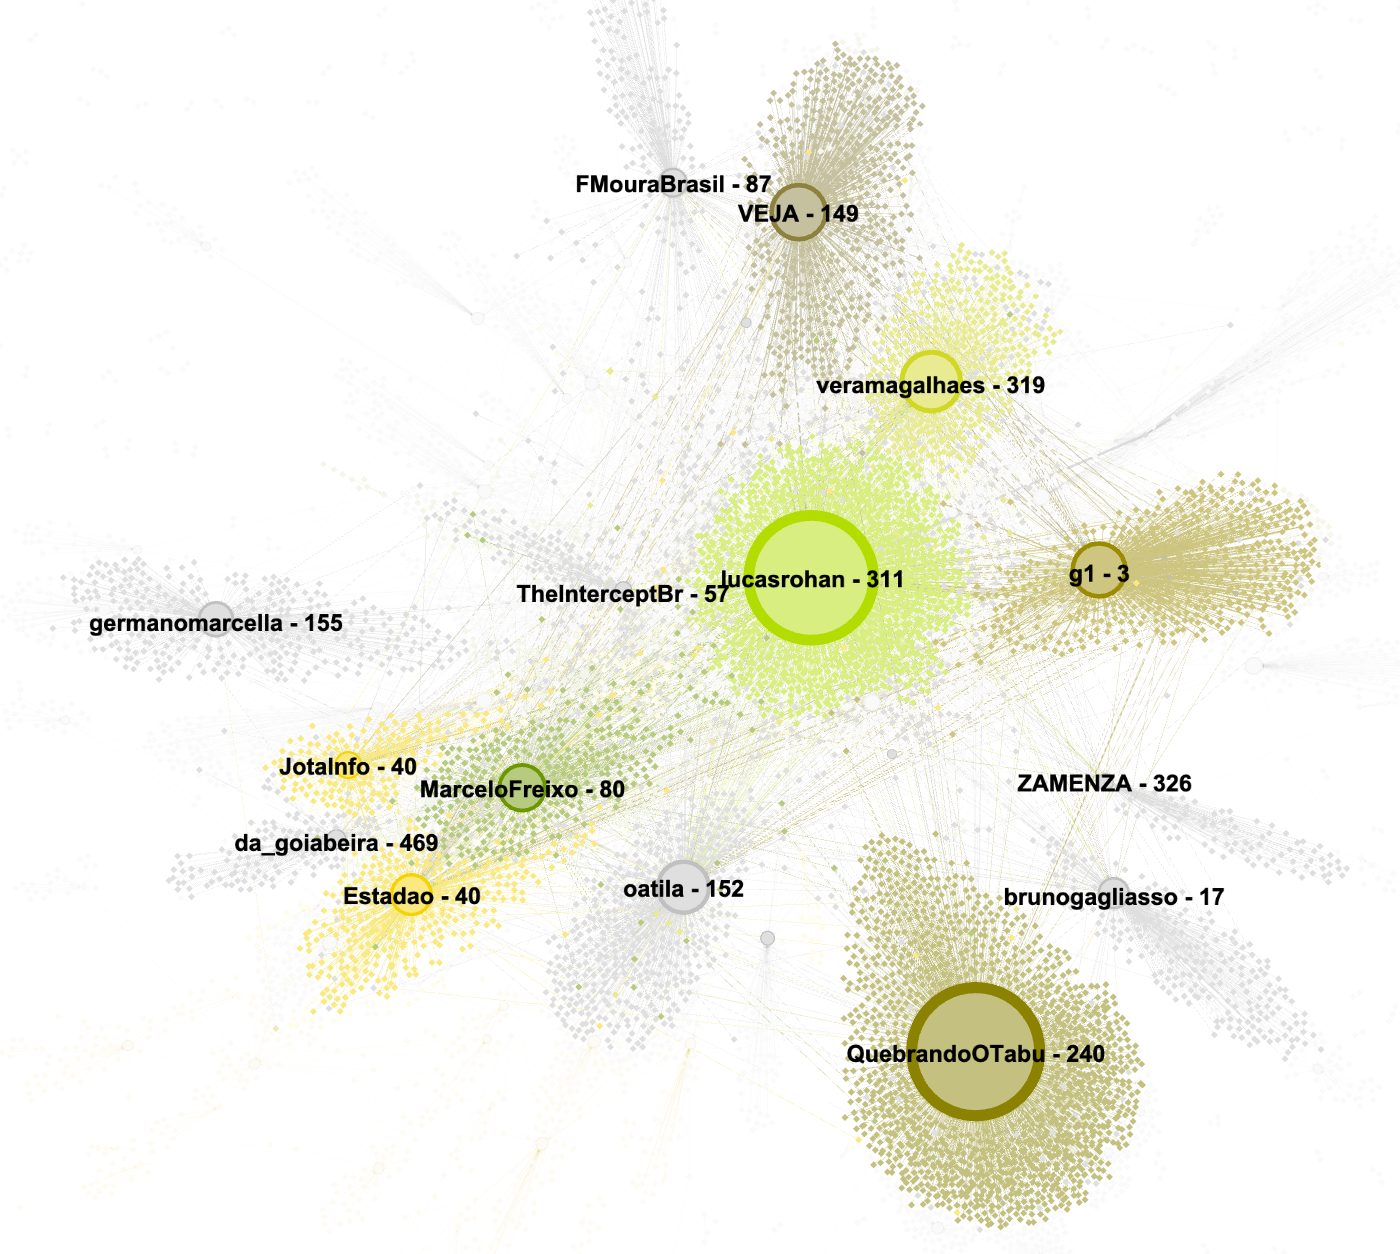 FMouraBrasil - 87
VEJA - 149
veramagalhaes - 319
lucasrohan - 311
g1 - 3
TheInterceptBr - 57
germanomarcella - 155
JotaInfo - 40
MarceloFreixo - 80
ZAMENZA - 326
da_goiabeira - 469
Estadao - 40
oatila - 152
brunogagliasso - 17
QuebrandoOTabu - 240